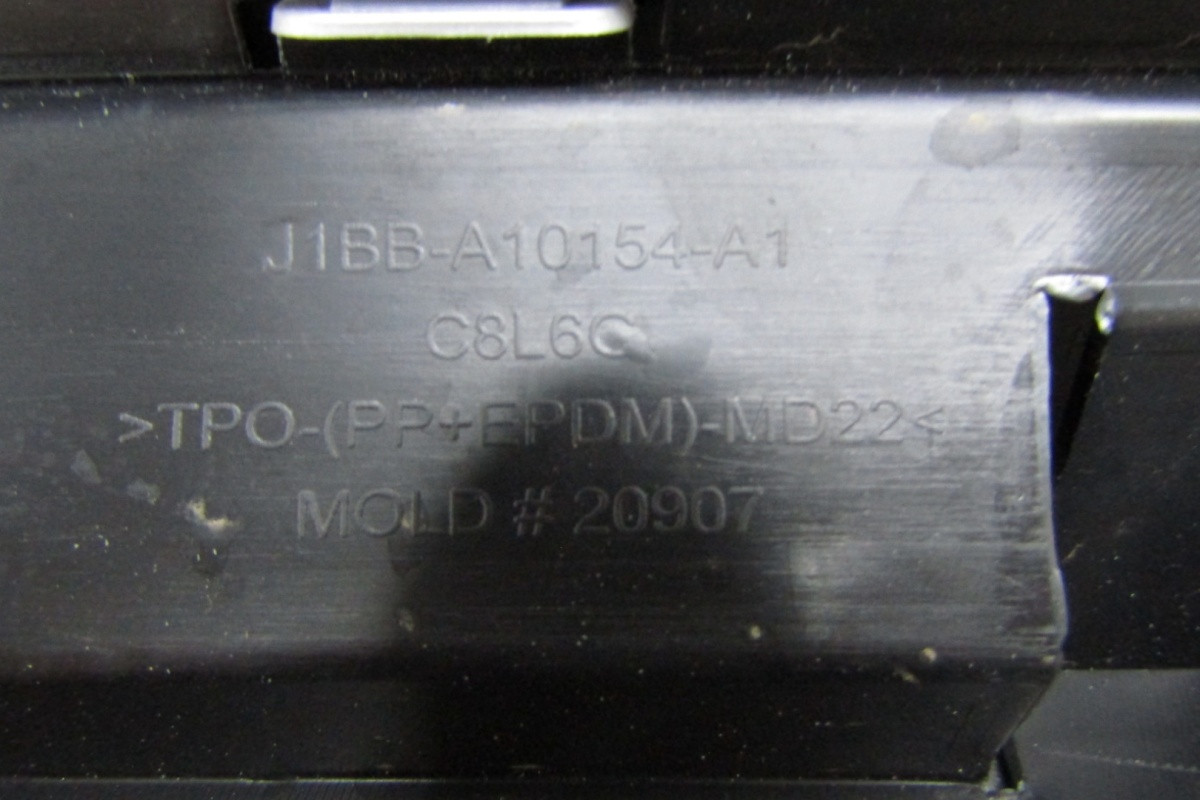 J1BB-A10154-A1
C8L6C
>TPO-(PP+EPDM)-MD22<
MOLD # 20907